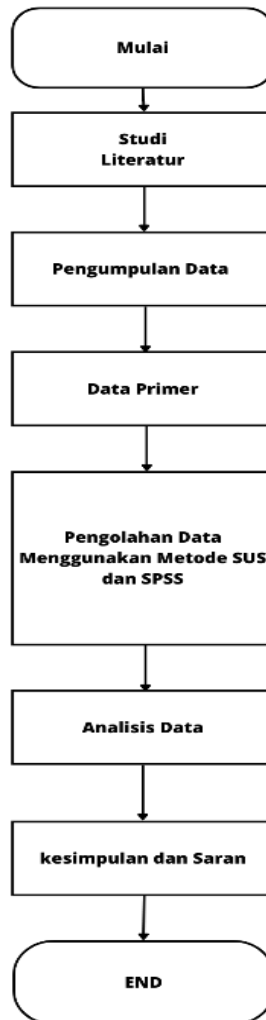 Mulai
Studi
Literatur
Pengumpulan Data
Data Primer
Pengolahan Data
Menggunakan Metode SUS
dan SPSS
Analisis Data
kesimpulan dan Saran
END